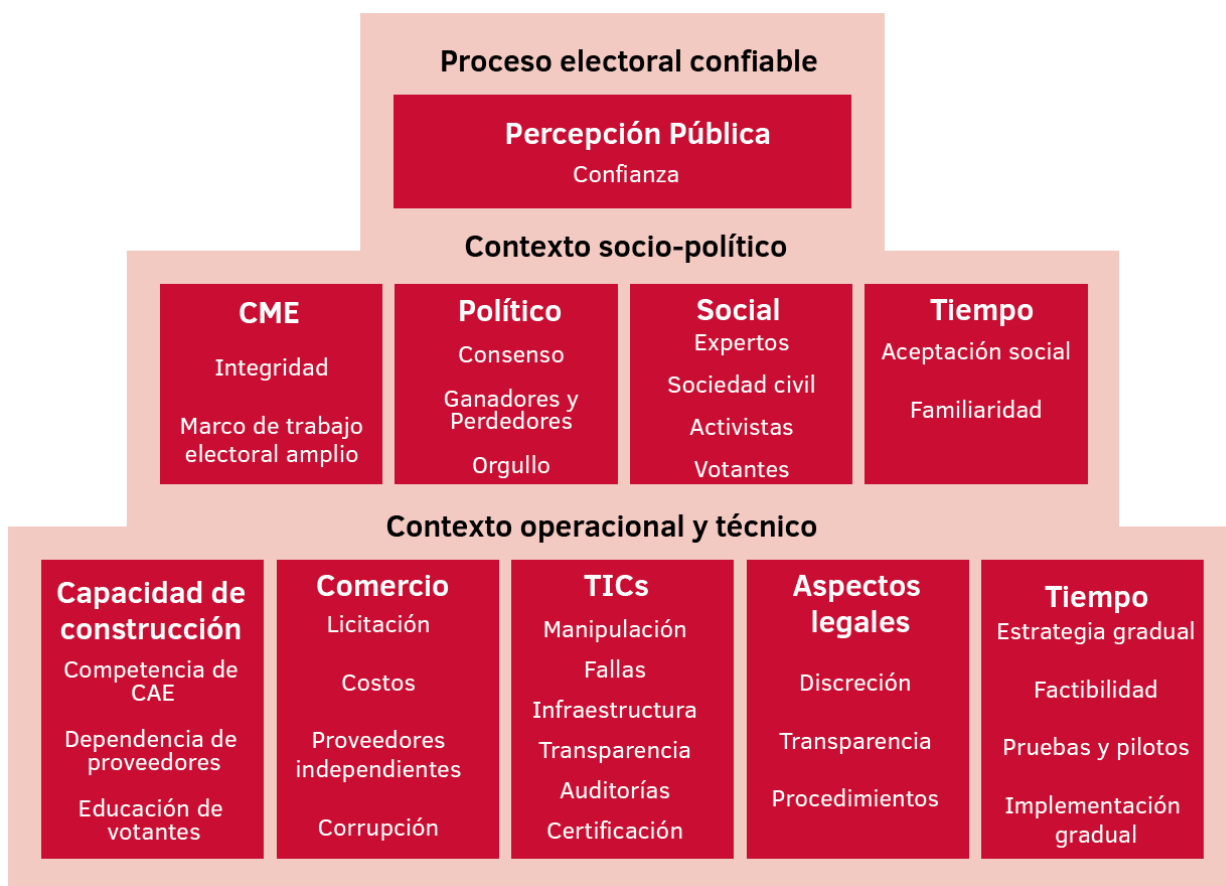 Proceso electoral confiable
Percepción Pública
Confianza
Contexto socio-político
CME
Integridad
Marco de trabajo
electoral amplio
Político
Consenso
Ganadores y
Perdedores
Orgullo
Social
Expertos
Sociedad civil
Activistas
Votantes
Tiempo
Aceptación social
Familiaridad
Contexto operacional y técnico
Capacidad de
construcción
Competencia de
CAE
Dependencia de
proveedores
Educación de
votantes
Comercio
Licitación
Costos
Proveedores
independientes
Corrupción
TICs
Manipulación
Fallas
Infraestructura
Transparencia
Auditorías
Certificación
Aspectos
legales
Discreción
Transparencia
Procedimientos
Tiempo
Estrategia gradual
Factibilidad
Pruebas y pilotos
Implementación
gradual